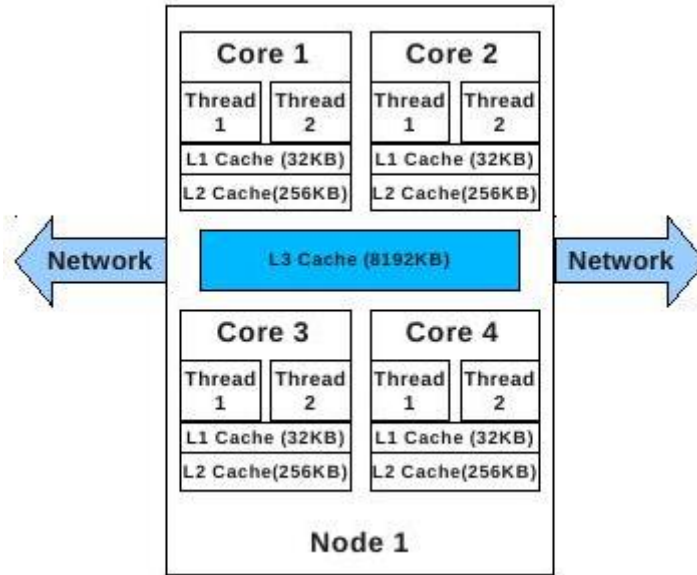 Core 1
Thread
1
Thread
2
L1 Cache (32KB)
L2 Cache(256KB)
Core 2
Thread
1
Thread
2
L1 Cache (32KB)
L2 Cache(256KB)
Network
L3 Cache (8192KB)
Network
Core 3
Thread
1
Thread
2
L1 Cache (32KB)
L2 Cache(256KB)
Core 4
Thread
1
Thread
2
L1 Cache (32KB)
L2 Cache(256KB)
Node 1